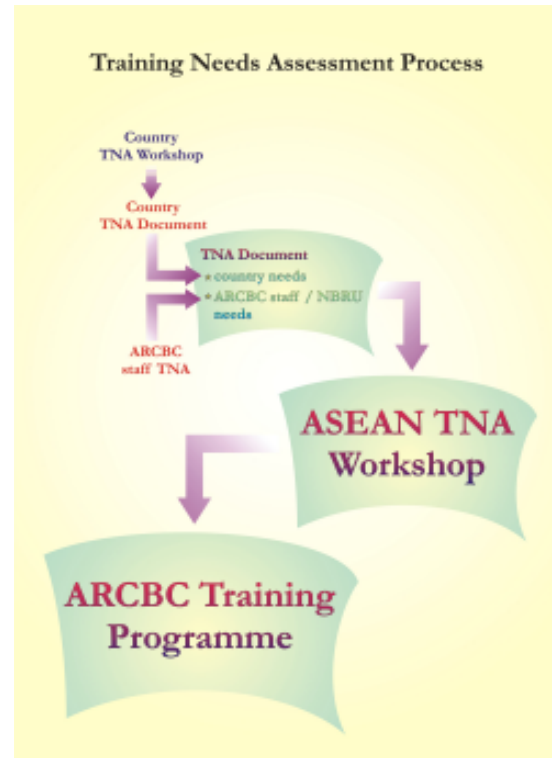 Training Needs Assessment Process
Country
TNA Workshop
Country
TNA Document
TNA Document
* country needs
* ARCBC staff / NBRU
needs
ARCBC
staff TNA
ASEAN TNA
Workshop
ARCBC Training
Programme